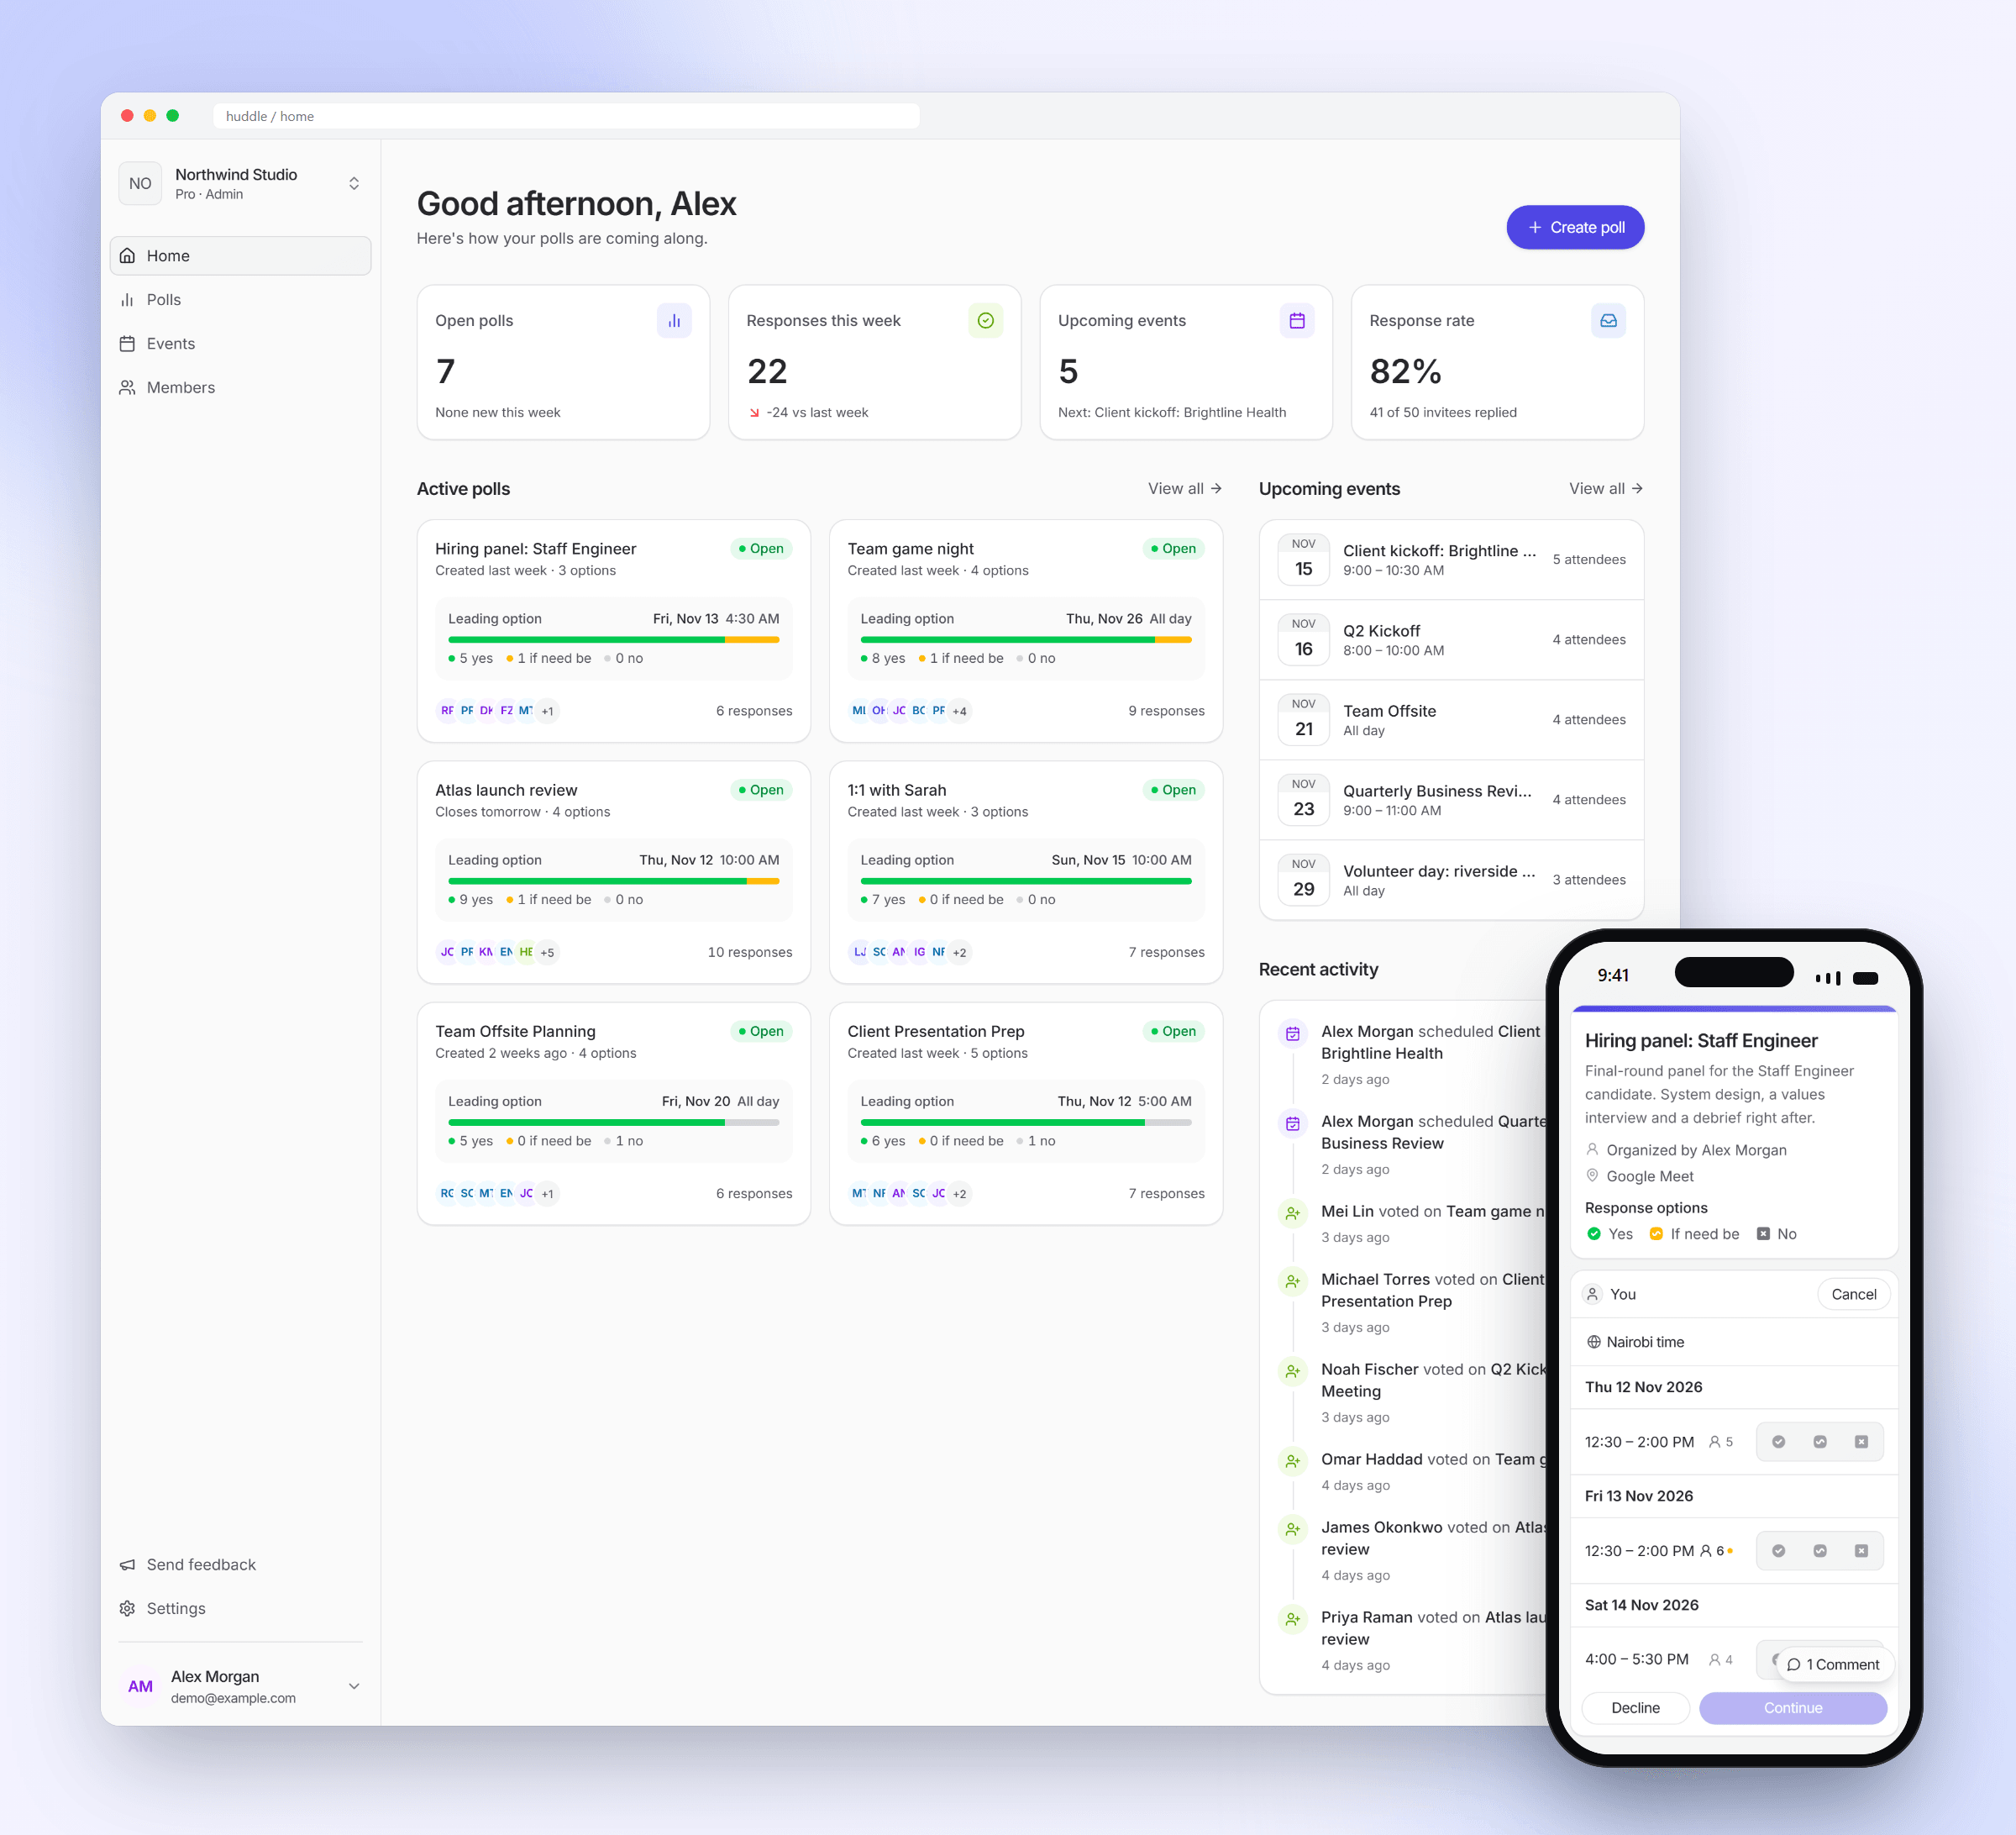 huddle / home
NO
Northwind Studio
Pro · Admin
Home
Polls
Events
Members
Send feedback
Settings
AM
Alex Morgan
demo@example.com
Good afternoon, Alex
Here's how your polls are coming along.
Create poll
Open polls
7
None new this week
Responses this week
22
-24 vs last week
Upcoming events
5
Next: Client kickoff: Brightline Health
Response rate
82%
41 of 50 invitees replied
Active polls
View all
Hiring panel: Staff Engineer
Open
Created last week · 3 options
Leading option
Fri, Nov 13 4:30 AM
5 yes
1 if need be
0 no
+1
6 responses
Team game night
Open
Created last week · 4 options
Leading option
Thu, Nov 26 All day
8 yes
1 if need be
0 no
+4
9 responses
Atlas launch review
Open
Closes tomorrow · 4 options
Leading option
Thu, Nov 12 10:00 AM
9 yes
1 if need be
0 no
+5
10 responses
1:1 with Sarah
Open
Created last week · 3 options
Leading option
Sun, Nov 15 10:00 AM
7 yes
0 if need be
0 no
+2
7 responses
Team Offsite Planning
Open
Created 2 weeks ago · 4 options
Leading option
Fri, Nov 20 All day
5 yes
0 if need be
1 no
+1
6 responses
Client Presentation Prep
Open
Created last week · 5 options
Leading option
Thu, Nov 12 5:00 AM
6 yes
0 if need be
1 no
+2
7 responses
Upcoming events
View all
NOV
15
Client kickoff: Brightline ...
9:00 – 10:30 AM
5 attendees
NOV
16
Q2 Kickoff
8:00 – 10:00 AM
4 attendees
NOV
21
Team Offsite
All day
4 attendees
NOV
23
Quarterly Business Revi...
9:00 – 11:00 AM
4 attendees
NOV
29
Volunteer day: riverside ...
All day
3 attendees
Recent activity
Alex Morgan scheduled Client
Brightline Health
2 days ago
Alex Morgan scheduled Quarte
Business Review
2 days ago
Mei Lin voted on Team game n
3 days ago
Michael Torres voted on Client
Presentation Prep
3 days ago
Noah Fischer voted on Q2 Kick
Meeting
3 days ago
Omar Haddad voted on Team g
4 days ago
James Okonkwo voted on Atlas
review
4 days ago
Priya Raman voted on Atlas lau
review
4 days ago
9:41
Hiring panel: Staff Engineer
Final-round panel for the Staff Engineer
candidate. System design, a values
interview and a debrief right after.
Organized by Alex Morgan
Google Meet
Response options
Yes
If need be
No
You
Cancel
Nairobi time
Thu 12 Nov 2026
12:30 – 2:00 PM
5
Fri 13 Nov 2026
12:30 – 2:00 PM
6
Sat 14 Nov 2026
4:00 – 5:30 PM
4
1 Comment
Decline
Continue